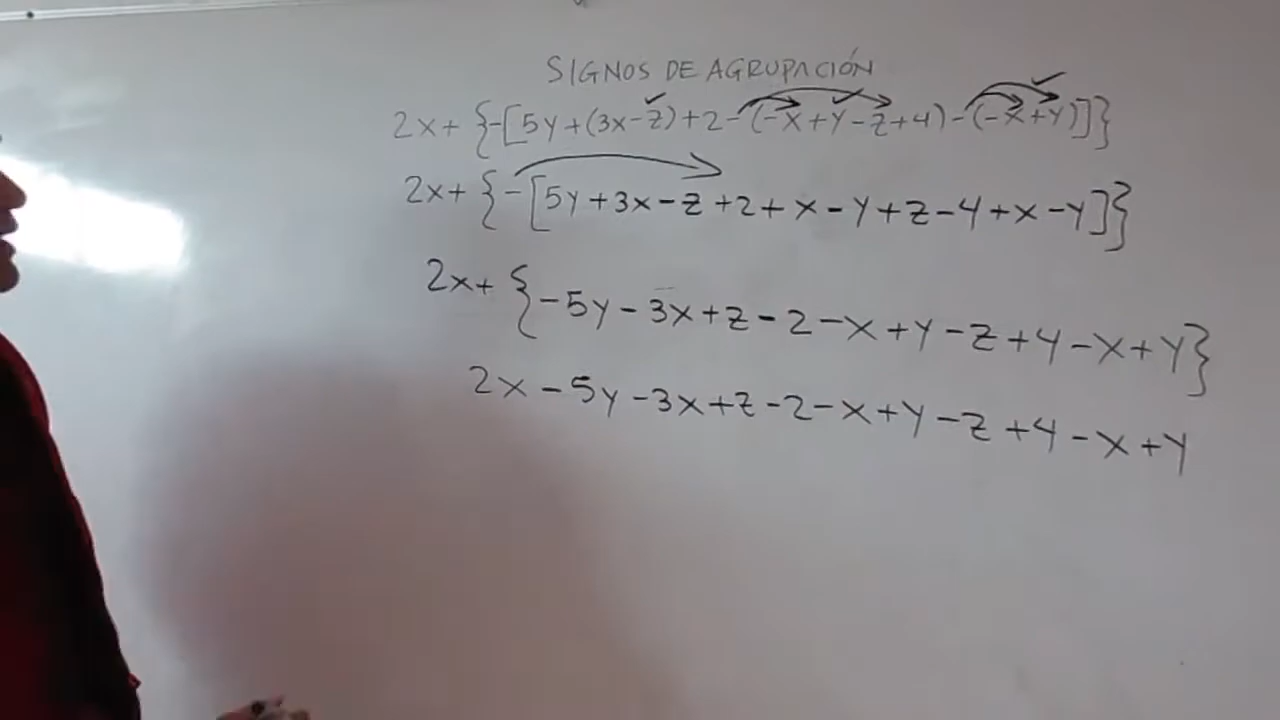 SIGNOS DE AGRUPACIÓN
2x+ {-[5y+(3x-z)+2-(-x+y-z+4)-(-x+y)]}
2x+ {-[5y+3x-z+2+x-y+z-4+x-y]}
2x+ {-5y-3x+z-2-x+y-z+4-x+y}
2x-5y-3x+z-2-x+y-z+4-x+y